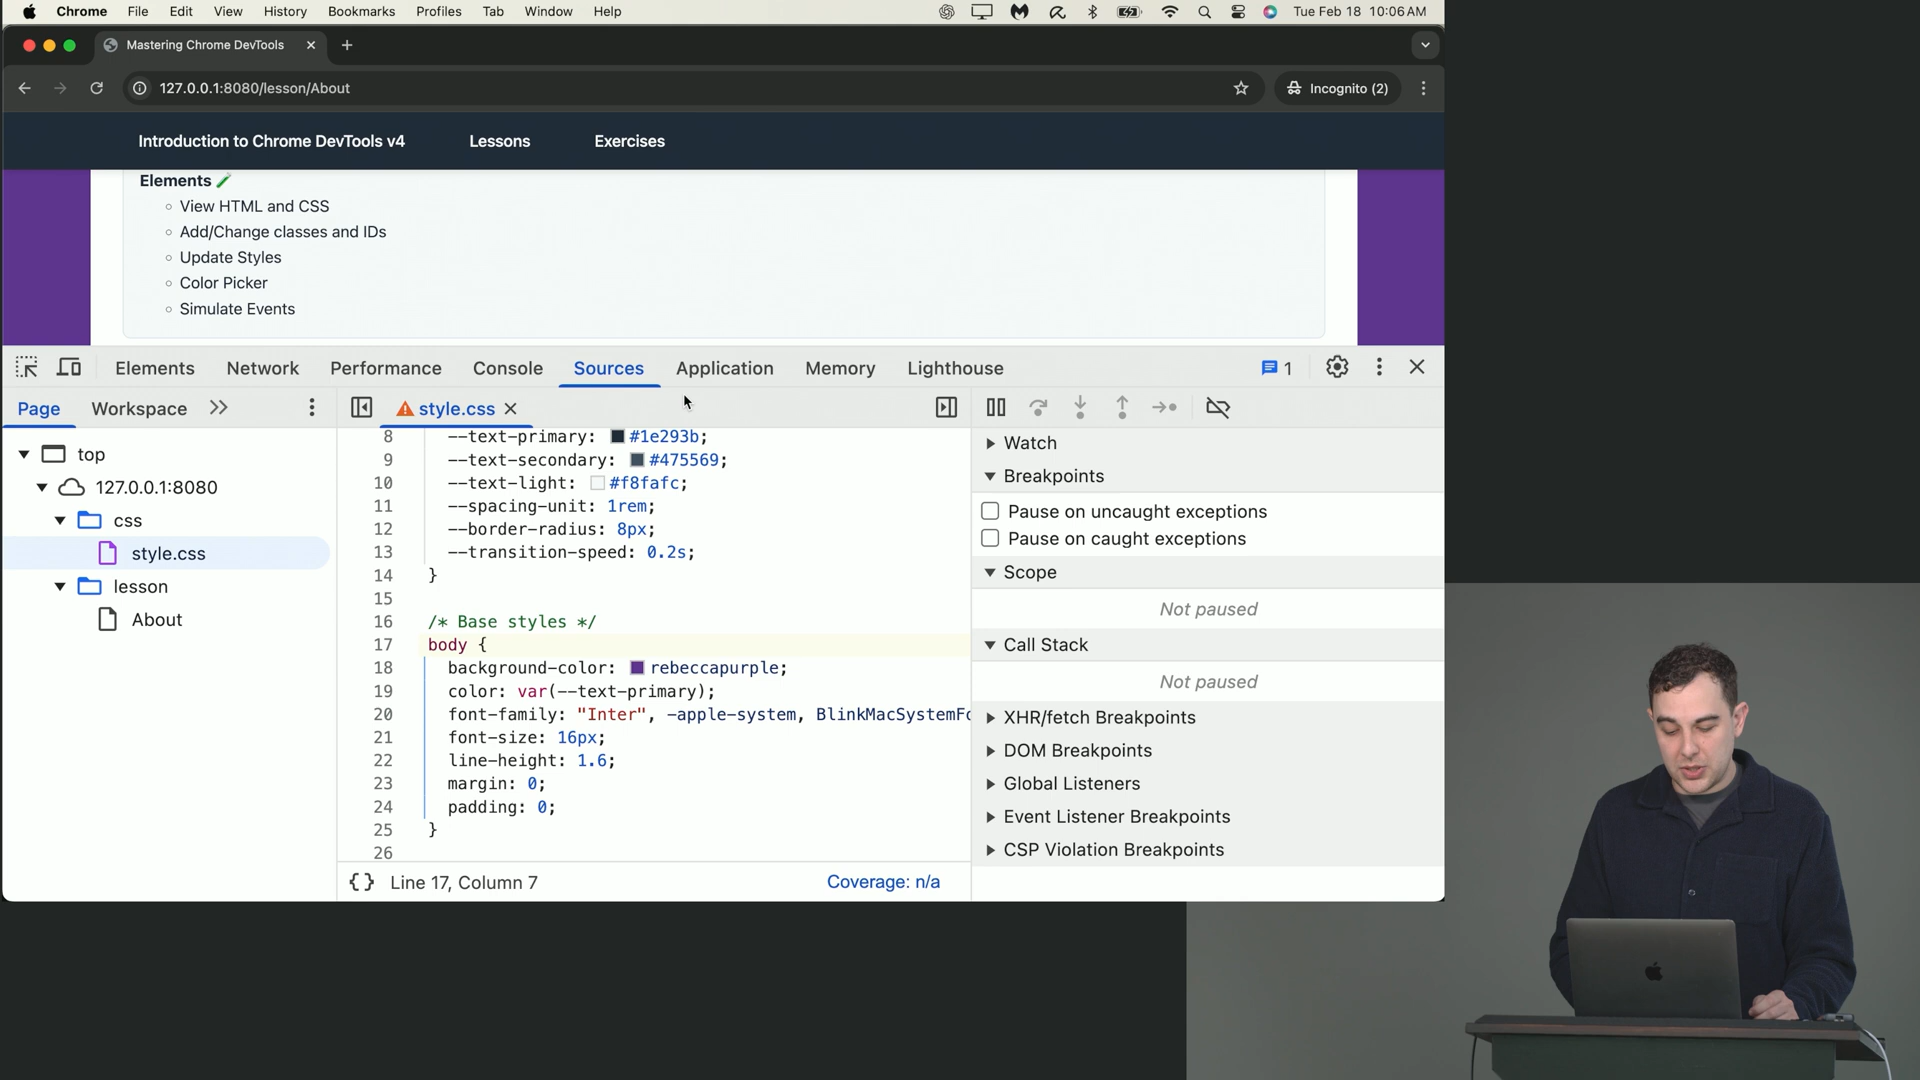 Chrome File Edit View History Bookmarks Profiles Tab Window Help Tue Feb 18 10:06 AM
Mastering Chrome DevTools
127.0.0.1:8080/lesson/About
Incognito (2)
Introduction to Chrome DevTools v4 Lessons Exercises
Elements
View HTML and CSS
Add/Change classes and IDs
Update Styles
Color Picker
Simulate Events
Elements Network Performance Console Sources Application Memory Lighthouse 1
Page Workspace
style.css
top
127.0.0.1:8080
css
style.css
lesson
About
8 --text-primary: #1e293b;
9 --text-secondary: #475569;
10 --text-light: #f8fafc;
11 --spacing-unit: 1rem;
12 --border-radius: 8px;
13 --transition-speed: 0.2s;
14 }
15
16 /* Base styles */
17 body {
18 background-color: rebeccapurple;
19 color: var(--text-primary);
20 font-family: "Inter", -apple-system, BlinkMacSystemFo
21 font-size: 16px;
22 line-height: 1.6;
23 margin: 0;
24 padding: 0;
25 }
26
{} Line 17, Column 7 Coverage: n/a
Watch
Breakpoints
Pause on uncaught exceptions
Pause on caught exceptions
Scope
Not paused
Call Stack
Not paused
XHR/fetch Breakpoints
DOM Breakpoints
Global Listeners
Event Listener Breakpoints
CSP Violation Breakpoints